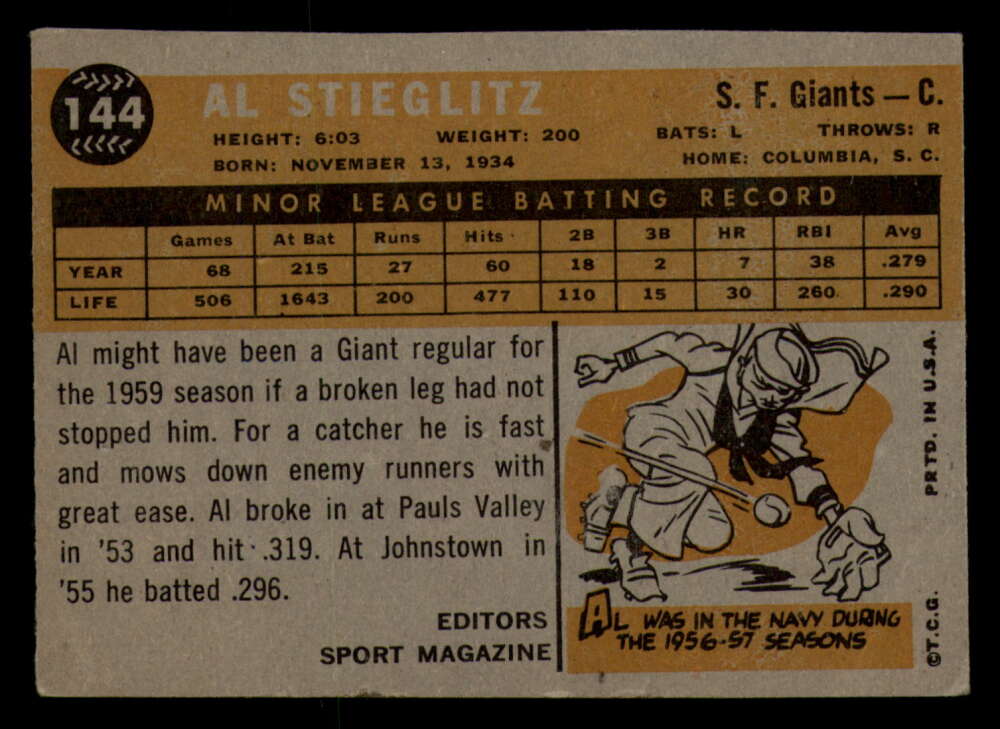 144
AL STIEGLITZ
S. F. Giants — C.
HEIGHT: 6:03 WEIGHT: 200 BATS: L THROWS: R
BORN: NOVEMBER 13, 1934 HOME: COLUMBIA, S. C.
MINOR LEAGUE BATTING RECORD
Games At Bat Runs Hits 2B 3B HR RBI Avg
YEAR 68 215 27 60 18 2 7 38 .279
LIFE 506 1643 200 477 110 15 30 260 .290
Al might have been a Giant regular for
the 1959 season if a broken leg had not
stopped him. For a catcher he is fast
and mows down enemy runners with
great ease. Al broke in at Pauls Valley
in '53 and hit .319. At Johnstown in
'55 he batted .296.
EDITORS
SPORT MAGAZINE
AL WAS IN THE NAVY DURING
THE 1956-57 SEASONS
©T.C.G. PRTD. IN U.S.A.